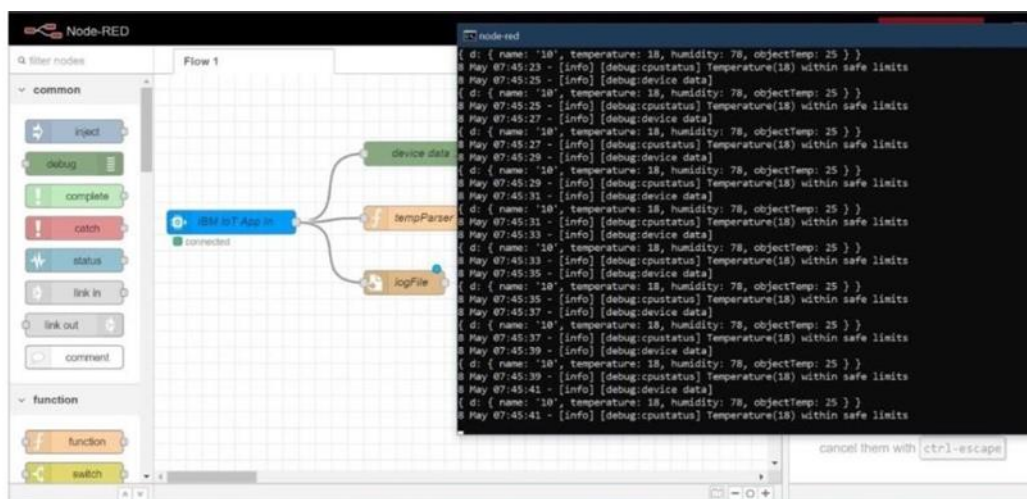 Node-RED
filter nodes
Flow 1
common
inject
debug
complete
catch
status
link in
link out
comment
function
function
switch
IBM IoT App In
connected
device data
tempParser
logFile
node-red
{ d: { name: '10', temperature: 18, humidity: 78, objectTemp: 25 } }
8 May 07:45:23 - [info] [debug:cpustatus] Temperature(18) within safe limits
8 May 07:45:25 - [info] [debug:device data]
{ d: { name: '10', temperature: 18, humidity: 78, objectTemp: 25 } }
8 May 07:45:25 - [info] [debug:cpustatus] Temperature(18) within safe limits
8 May 07:45:27 - [info] [debug:device data]
{ d: { name: '10', temperature: 18, humidity: 78, objectTemp: 25 } }
8 May 07:45:27 - [info] [debug:cpustatus] Temperature(18) within safe limits
8 May 07:45:29 - [info] [debug:device data]
{ d: { name: '10', temperature: 18, humidity: 78, objectTemp: 25 } }
8 May 07:45:29 - [info] [debug:cpustatus] Temperature(18) within safe limits
8 May 07:45:31 - [info] [debug:device data]
{ d: { name: '10', temperature: 18, humidity: 78, objectTemp: 25 } }
8 May 07:45:31 - [info] [debug:cpustatus] Temperature(18) within safe limits
8 May 07:45:33 - [info] [debug:device data]
{ d: { name: '10', temperature: 18, humidity: 78, objectTemp: 25 } }
8 May 07:45:33 - [info] [debug:cpustatus] Temperature(18) within safe limits
8 May 07:45:35 - [info] [debug:device data]
{ d: { name: '10', temperature: 18, humidity: 78, objectTemp: 25 } }
8 May 07:45:35 - [info] [debug:cpustatus] Temperature(18) within safe limits
8 May 07:45:37 - [info] [debug:device data]
{ d: { name: '10', temperature: 18, humidity: 78, objectTemp: 25 } }
8 May 07:45:37 - [info] [debug:cpustatus] Temperature(18) within safe limits
8 May 07:45:39 - [info] [debug:device data]
{ d: { name: '10', temperature: 18, humidity: 78, objectTemp: 25 } }
8 May 07:45:39 - [info] [debug:cpustatus] Temperature(18) within safe limits
8 May 07:45:41 - [info] [debug:device data]
{ d: { name: '10', temperature: 18, humidity: 78, objectTemp: 25 } }
8 May 07:45:41 - [info] [debug:cpustatus] Temperature(18) within safe limits
cancel them with ctrl-escape